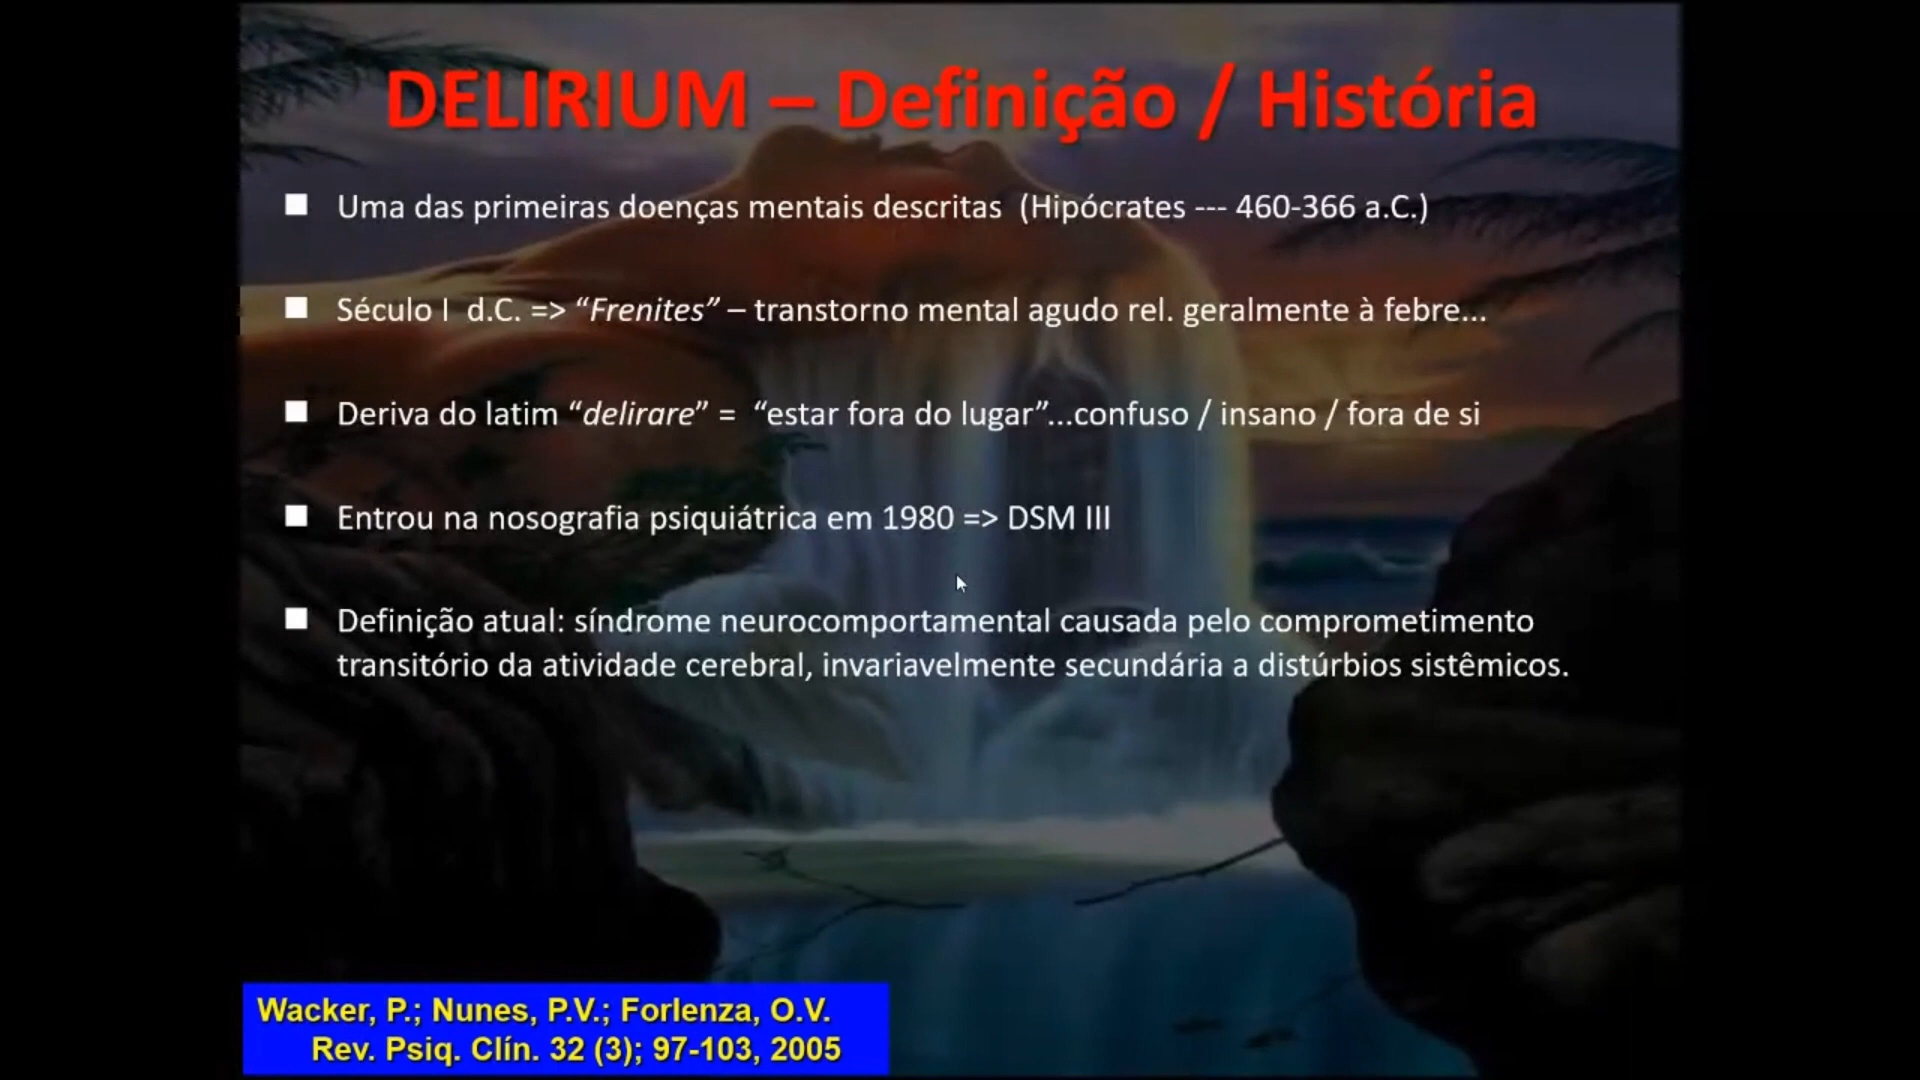 DELIRIUM – Definição / História
Uma das primeiras doenças mentais descritas (Hipócrates --- 460-366 a.C.)
Século I d.C. => “Frenites” – transtorno mental agudo rel. geralmente à febre...
Deriva do latim “delirare” = “estar fora do lugar”...confuso / insano / fora de si
Entrou na nosografia psiquiátrica em 1980 => DSM III
Definição atual: síndrome neurocomportamental causada pelo comprometimento
transitório da atividade cerebral, invariavelmente secundária a distúrbios sistêmicos.
Wacker, P.; Nunes, P.V.; Forlenza, O.V.
Rev. Psiq. Clín. 32 (3); 97-103, 2005